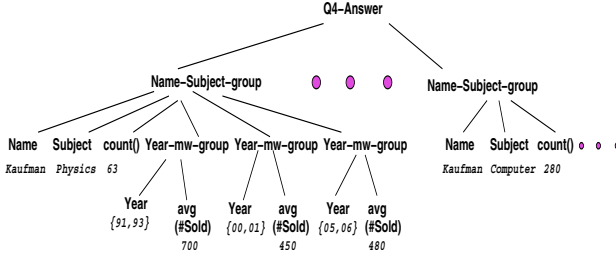 Q4-Answer
Name-Subject-group Name-Subject-group
Name Subject count() Year-mw-group Year-mw-group Year-mw-group Name Subject count()
Kaufman Physics 63 Kaufman Computer 280
Year avg Year avg Year avg
{91,93} (#Sold) {00,01} (#Sold) {05,06} (#Sold)
700 450 480